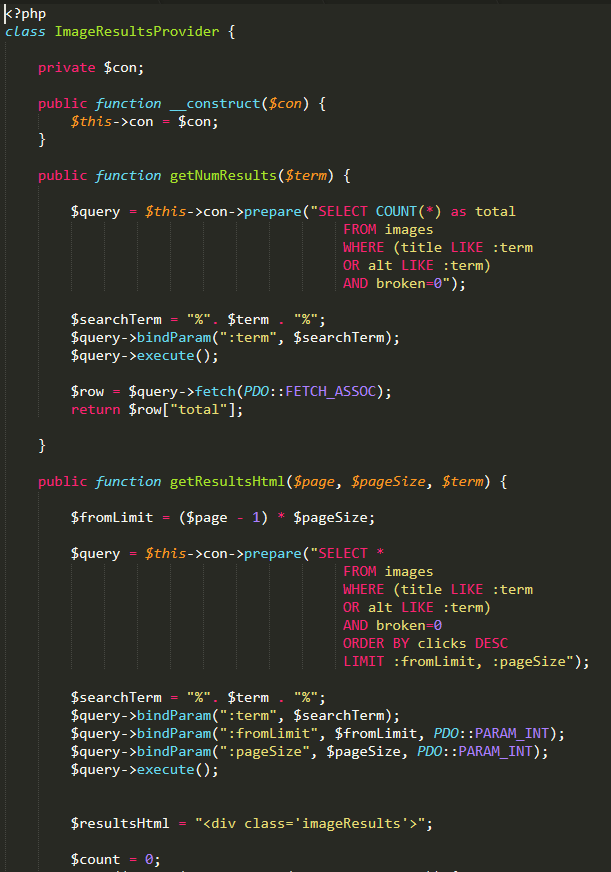 <?php
class ImageResultsProvider {
private $con;
public function __construct($con) {
$this->con = $con;
}
public function getNumResults($term) {
$query = $this->con->prepare("SELECT COUNT(*) as total
FROM images
WHERE (title LIKE :term
OR alt LIKE :term)
AND broken=0");
$searchTerm = "%". $term . "%";
$query->bindParam(":term", $searchTerm);
$query->execute();
$row = $query->fetch(PDO::FETCH_ASSOC);
return $row["total"];
}
public function getResultsHtml($page, $pageSize, $term) {
$fromLimit = ($page - 1) * $pageSize;
$query = $this->con->prepare("SELECT *
FROM images
WHERE (title LIKE :term
OR alt LIKE :term)
AND broken=0
ORDER BY clicks DESC
LIMIT :fromLimit, :pageSize");
$searchTerm = "%". $term . "%";
$query->bindParam(":term", $searchTerm);
$query->bindParam(":fromLimit", $fromLimit, PDO::PARAM_INT);
$query->bindParam(":pageSize", $pageSize, PDO::PARAM_INT);
$query->execute();
$resultsHtml = "<div class='imageResults'>";
$count = 0;